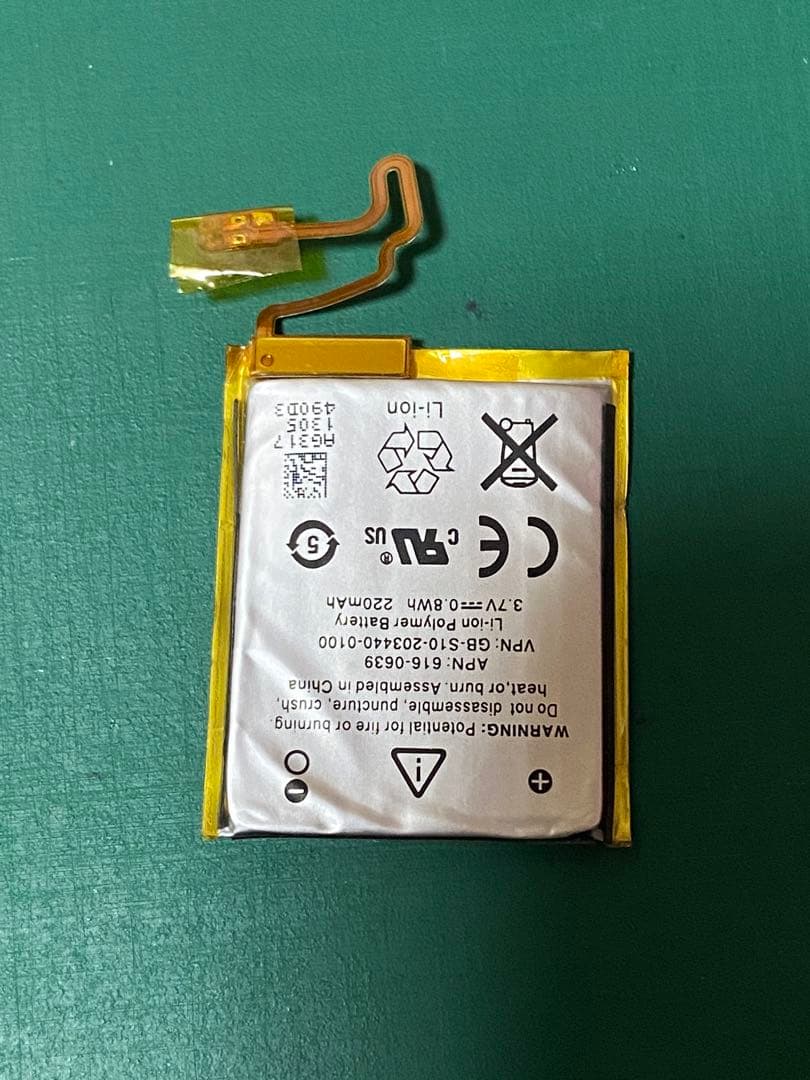 WARNING: Potential for fire or burning.
Do not disassemble, puncture, crush,
heat,or burn. Assembled in China
APN: 616-0639
VPN: GB-S10-203440-0100
Li-ion Polymer Battery
3.7V⎓0.8Wh 220mAh
CE
c RU® US
5
Li-ion
AG317
1305
490D3